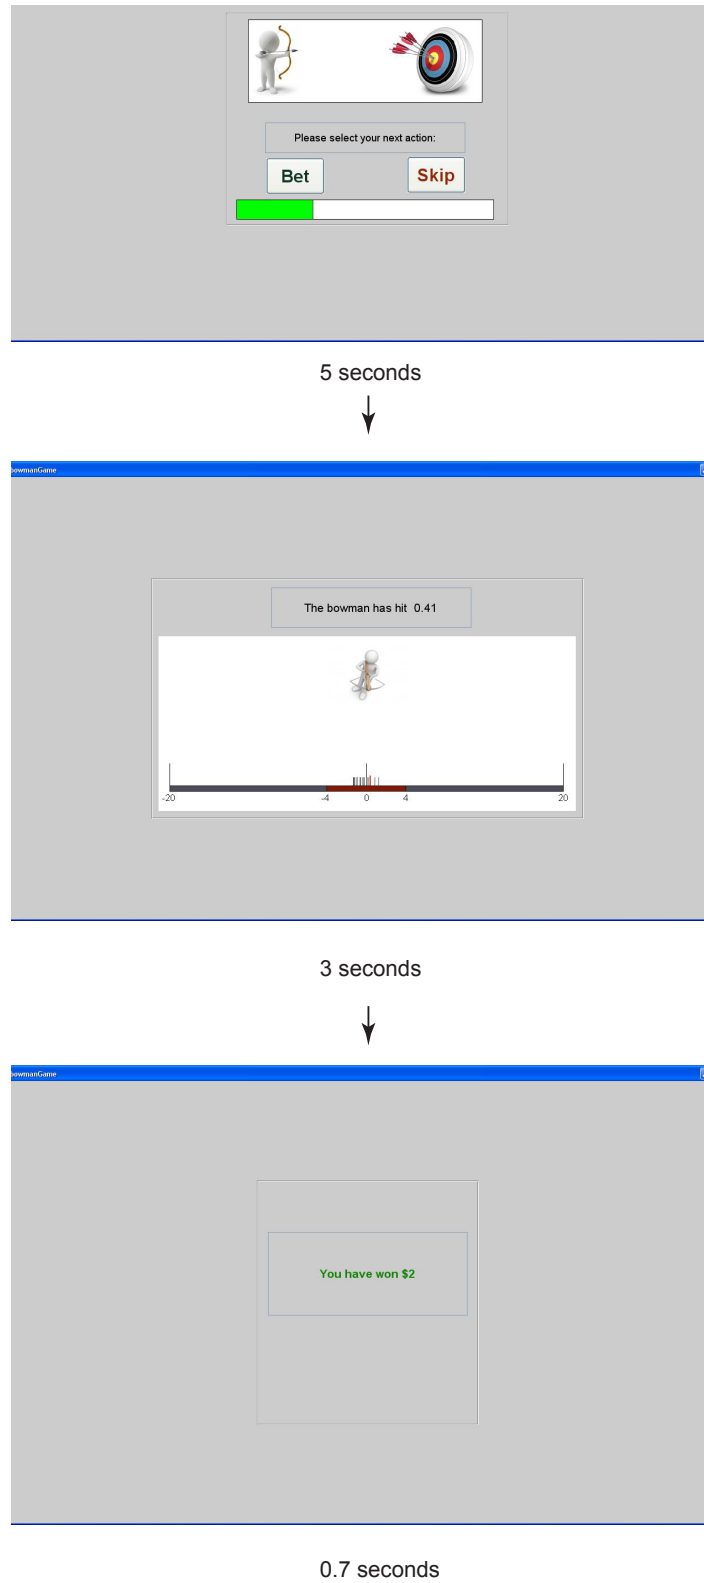 Please select your next action:
Bet Skip
5 seconds
bowmanGame
The bowman has hit 0.41
-20 -4 0 4 20
3 seconds
bowmanGame
You have won $2
0.7 seconds